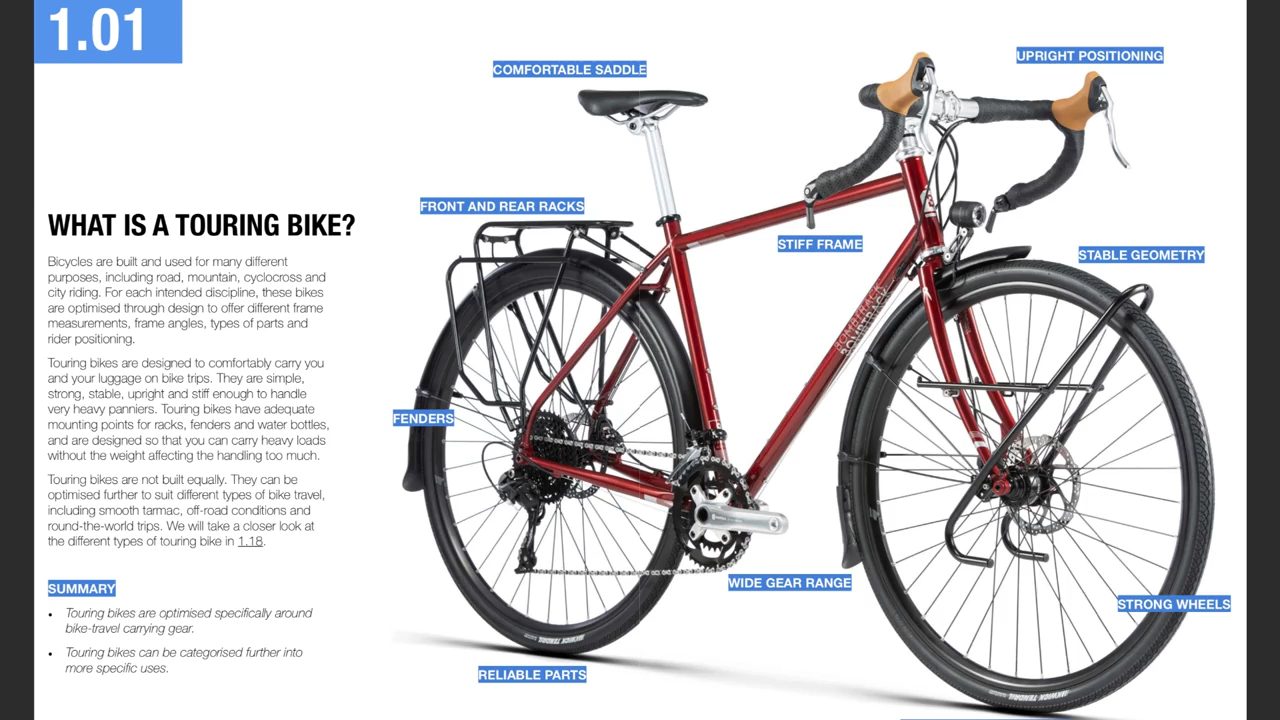 1.01
COMFORTABLE SADDLE
UPRIGHT POSITIONING
FRONT AND REAR RACKS
WHAT IS A TOURING BIKE?
STIFF FRAME
STABLE GEOMETRY
Bicycles are built and used for many different
purposes, including road, mountain, cyclocross and
city riding. For each intended discipline, these bikes
are optimised through design to offer different frame
measurements, frame angles, types of parts and
rider positioning.
BOMBTRACK
BOMBTRACK
Touring bikes are designed to comfortably carry you
and your luggage on bike trips. They are simple,
strong, stable, upright and stiff enough to handle
very heavy panniers. Touring bikes have adequate
mounting points for racks, fenders and water bottles,
and are designed so that you can carry heavy loads
without the weight affecting the handling too much.
FENDERS
Touring bikes are not built equally. They can be
optimised further to suit different types of bike travel,
including smooth tarmac, off-road conditions and
round-the-world trips. We will take a closer look at
the different types of touring bike in 1.18.
WIDE GEAR RANGE
SUMMARY
STRONG WHEELS
• Touring bikes are optimised specifically around
bike-travel carrying gear.
• Touring bikes can be categorised further into
more specific uses.
RELIABLE PARTS